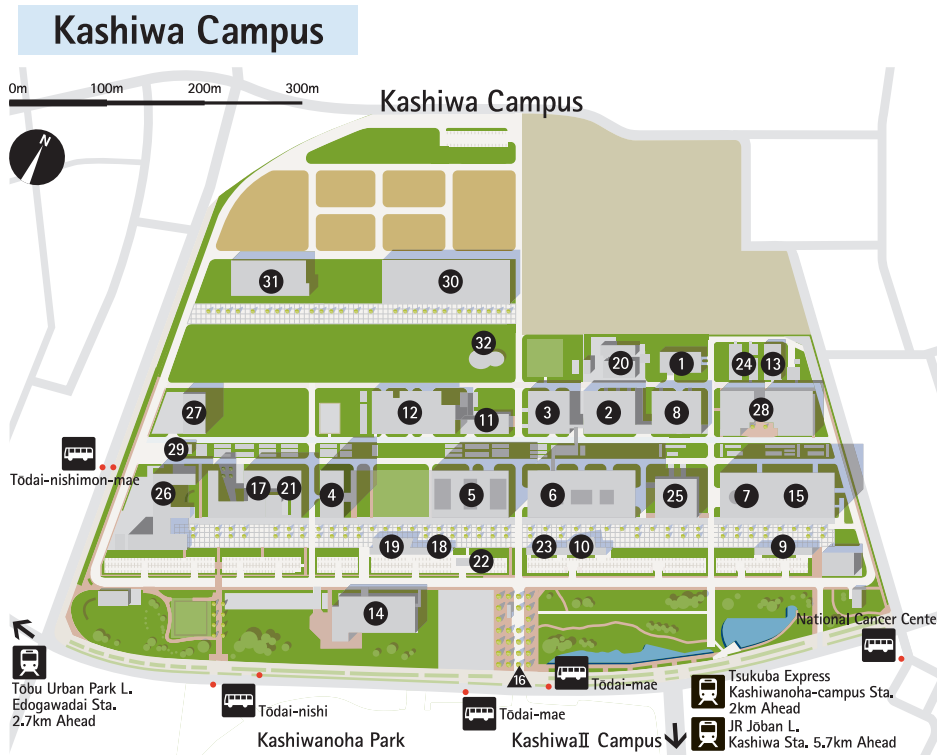 Kashiwa Campus
0m 100m 200m 300m
Kashiwa Campus
N
31
30
32
20
1
24
13
27
12
11
3
2
8
28
29
Tōdai-nishimon-mae
26
17
21
4
5
6
25
7
15
19
18
22
23
10
9
14
16
National Cancer Cente
Tobu Urban Park L.
Edogawadai Sta.
2.7km Ahead
Tōdai-nishi
Tōdai-mae
Tōdai-mae
Tsukuba Express
Kashiwanoha-campus Sta.
2km Ahead
JR Jōban L.
Kashiwa Sta. 5.7km Ahead
Kashiwanoha Park
KashiwaⅡ Campus